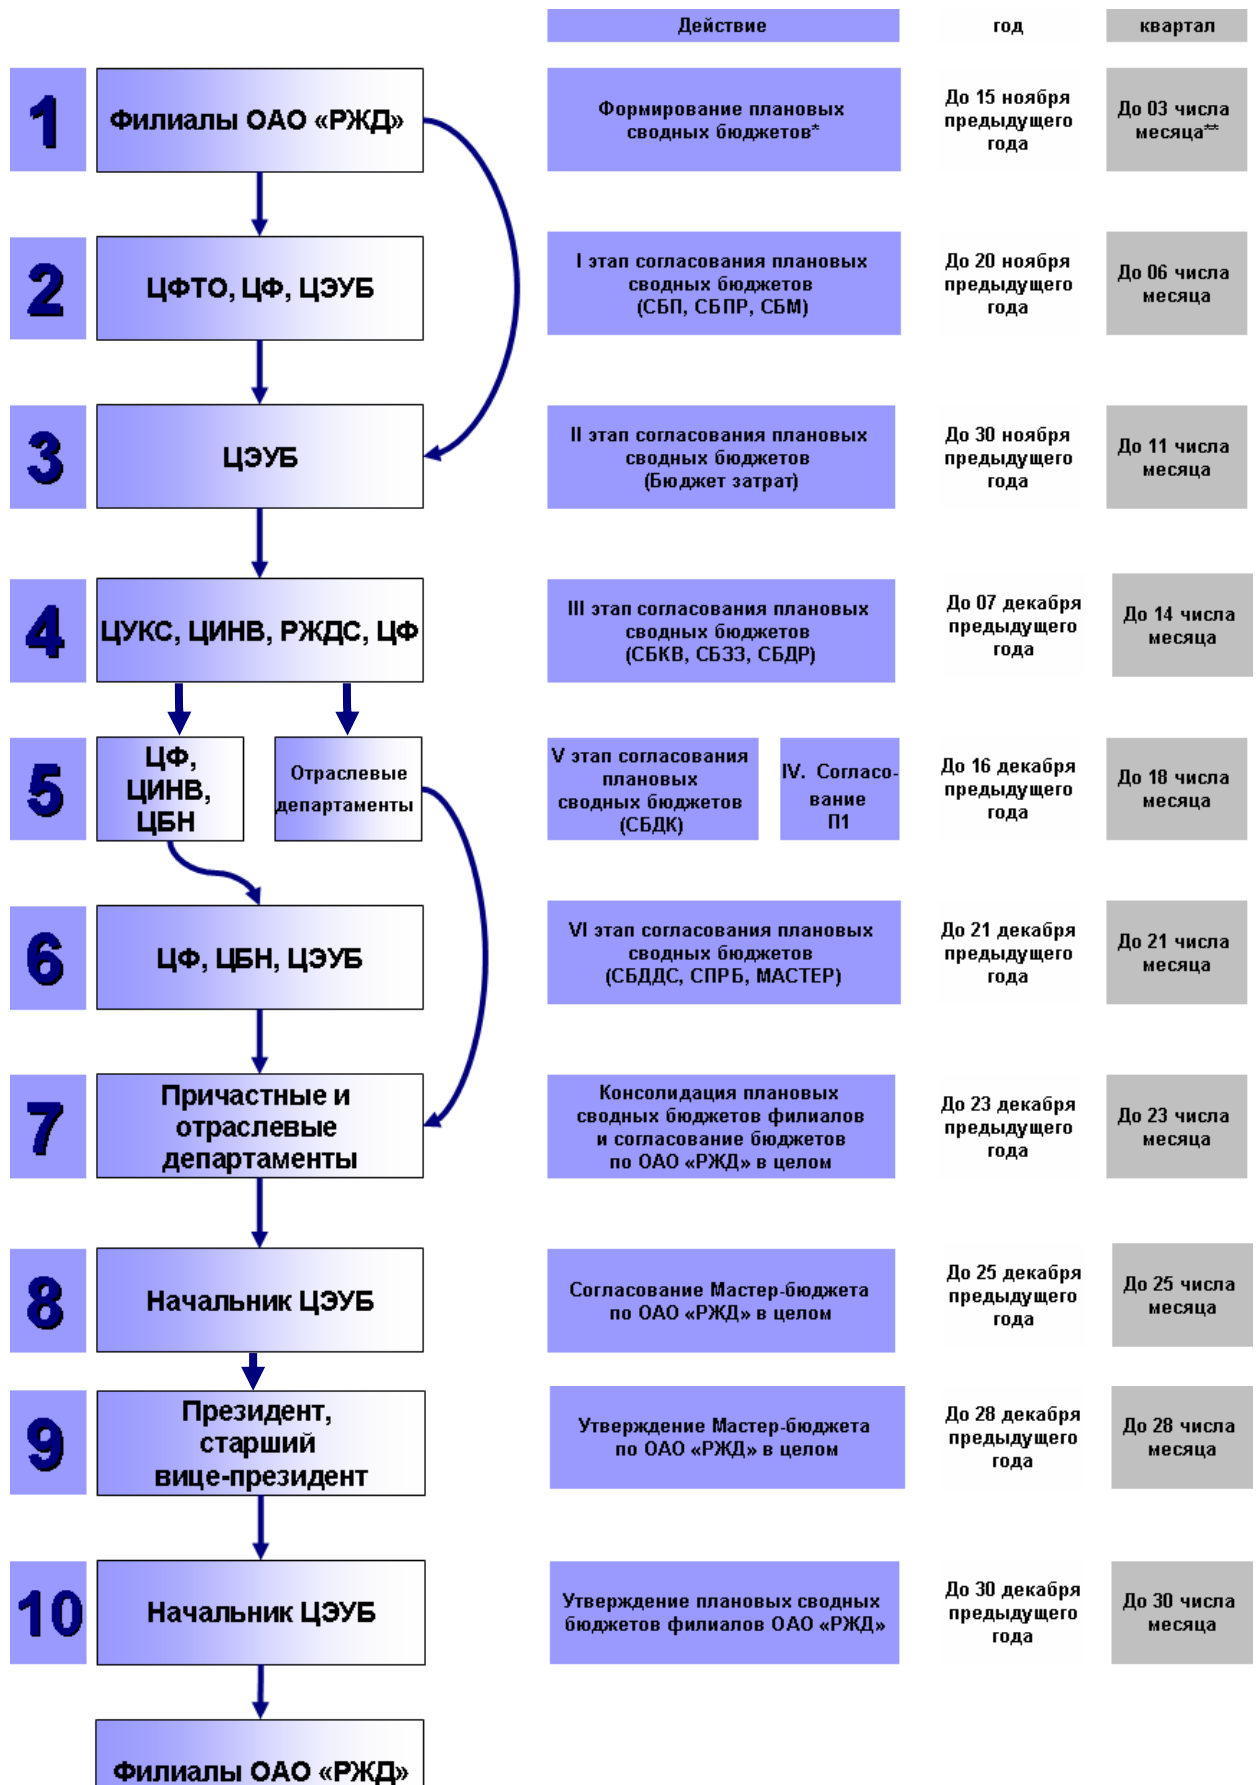 Действие
год
квартал
1
Филиалы ОАО «РЖД»
Формирование плановых
сводных бюджетов*
До 15 ноября
предыдущего
года
До 03 числа
месяца**
2
ЦФТО, ЦФ, ЦЭУБ
I этап согласования плановых
сводных бюджетов
(СБП, СБПР, СБМ)
До 20 ноября
предыдущего
года
До 06 числа
месяца
3
ЦЭУБ
II этап согласования плановых
сводных бюджетов
(Бюджет затрат)
До 30 ноября
предыдущего
года
До 11 числа
месяца
4
ЦУКС, ЦИНВ, РЖДС, ЦФ
III этап согласования плановых
сводных бюджетов
(СБКВ, СБЗЗ, СБДР)
До 07 декабря
предыдущего
года
До 14 числа
месяца
5
ЦФ,
ЦИНВ,
ЦБН
Отраслевые
департаменты
V этап согласования
плановых
сводных бюджетов
(СБДК)
IV. Согласо-
вание
П1
До 16 декабря
предыдущего
года
До 18 числа
месяца
6
ЦФ, ЦБН, ЦЭУБ
VI этап согласования плановых
сводных бюджетов
(СБДДС, СПРБ, МАСТЕР)
До 21 декабря
предыдущего
года
До 21 числа
месяца
7
Причастные и
отраслевые
департаменты
Консолидация плановых
сводных бюджетов филиалов
и согласование бюджетов
по ОАО «РЖД» в целом
До 23 декабря
предыдущего
года
До 23 числа
месяца
8
Начальник ЦЭУБ
Согласование Мастер-бюджета
по ОАО «РЖД» в целом
До 25 декабря
предыдущего
года
До 25 числа
месяца
9
Президент,
старший
вице-президент
Утверждение Мастер-бюджета
по ОАО «РЖД» в целом
До 28 декабря
предыдущего
года
До 28 числа
месяца
10
Начальник ЦЭУБ
Утверждение плановых сводных
бюджетов филиалов ОАО «РЖД»
До 30 декабря
предыдущего
года
До 30 числа
месяца
Филиалы ОАО «РЖД»